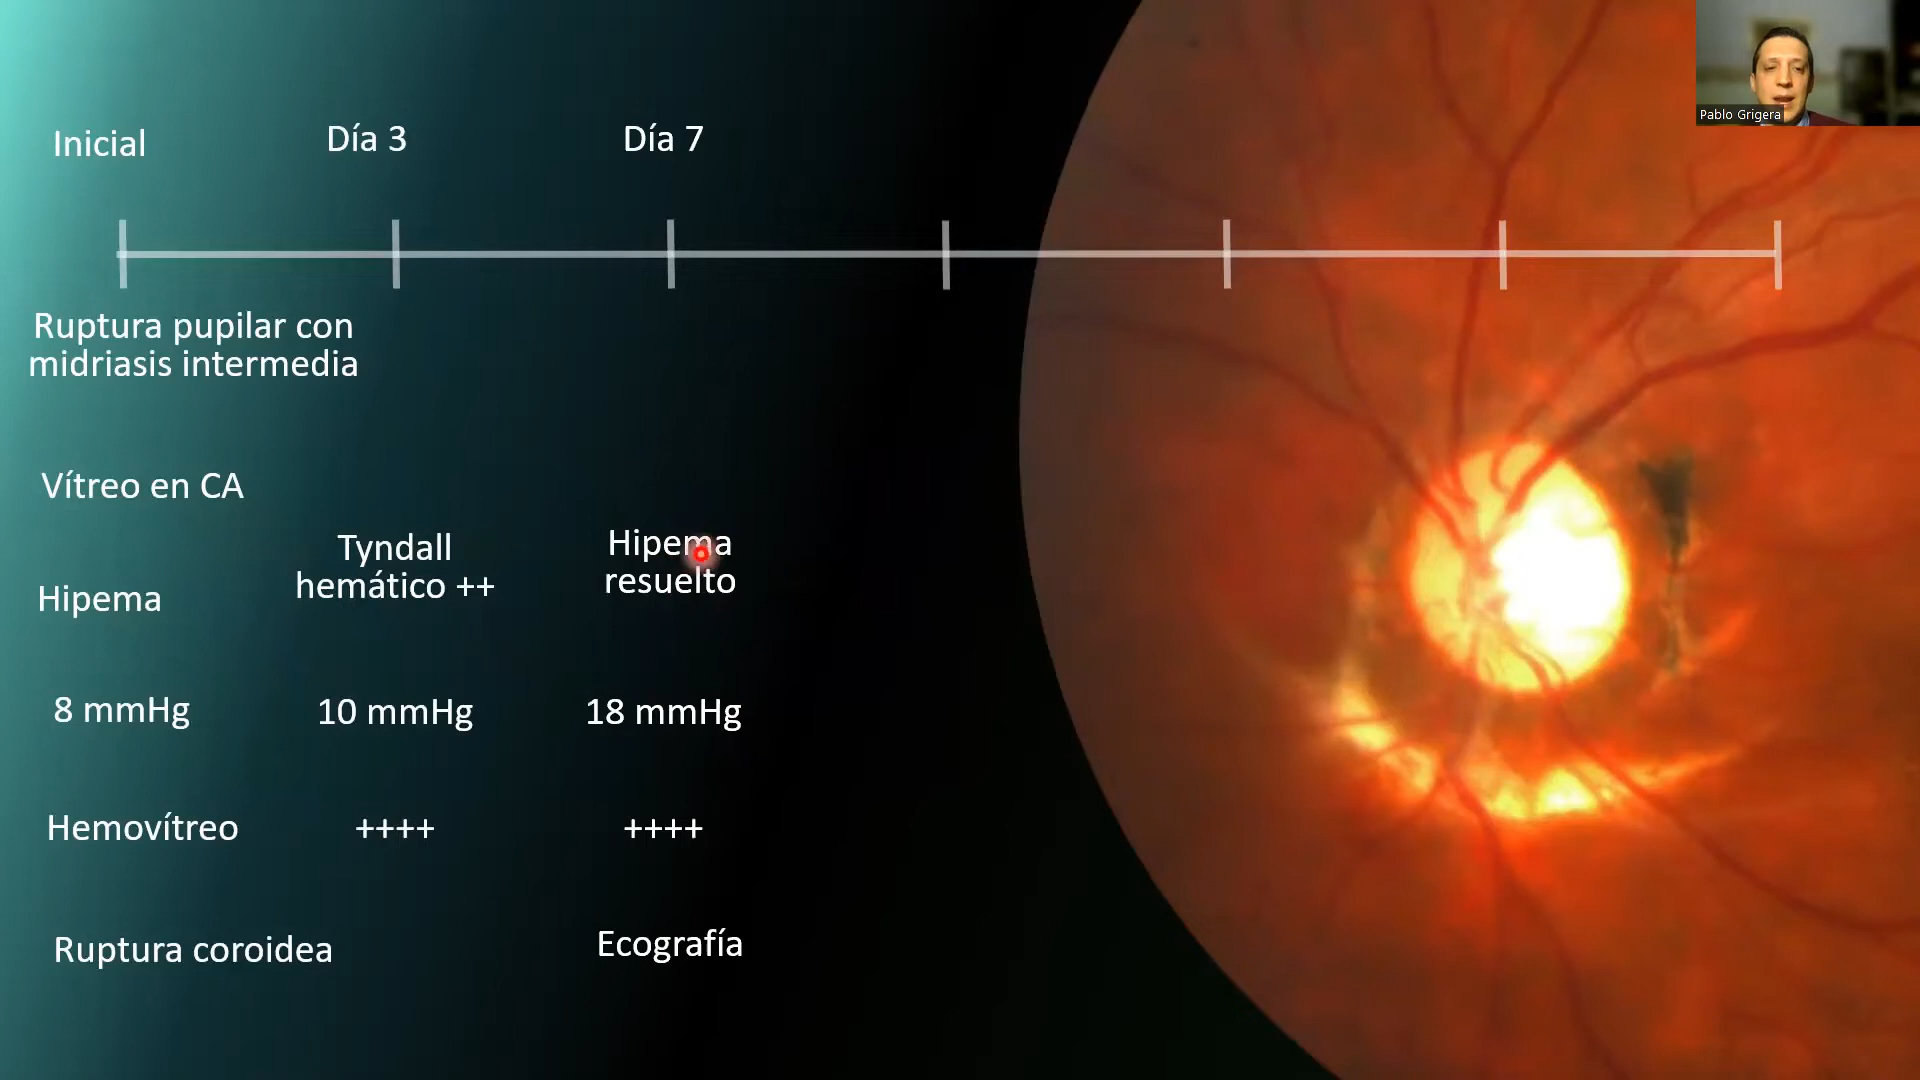 Pablo Grigera
Inicial
Día 3
Día 7
Ruptura pupilar con
midriasis intermedia
Vítreo en CA
Hipema
Tyndall
hemático ++
Hipema
resuelto
8 mmHg
10 mmHg
18 mmHg
Hemovítreo
++++
++++
Ruptura coroidea
Ecografía